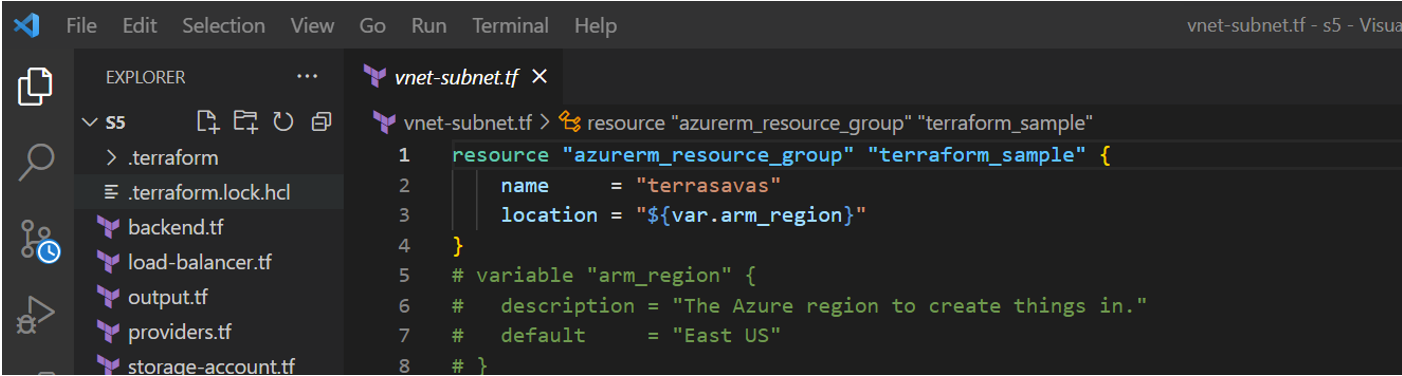 File Edit Selection View Go Run Terminal Help vnet-subnet.tf - s5 - Visua
EXPLORER ···
S5
.terraform
.terraform.lock.hcl
backend.tf
load-balancer.tf
output.tf
providers.tf
storage-account.tf
vnet-subnet.tf
vnet-subnet.tf > resource "azurerm_resource_group" "terraform_sample"
1 resource "azurerm_resource_group" "terraform_sample" {
2 name = "terrasavas"
3 location = "${var.arm_region}"
4 }
5 # variable "arm_region" {
6 # description = "The Azure region to create things in."
7 # default = "East US"
8 # }